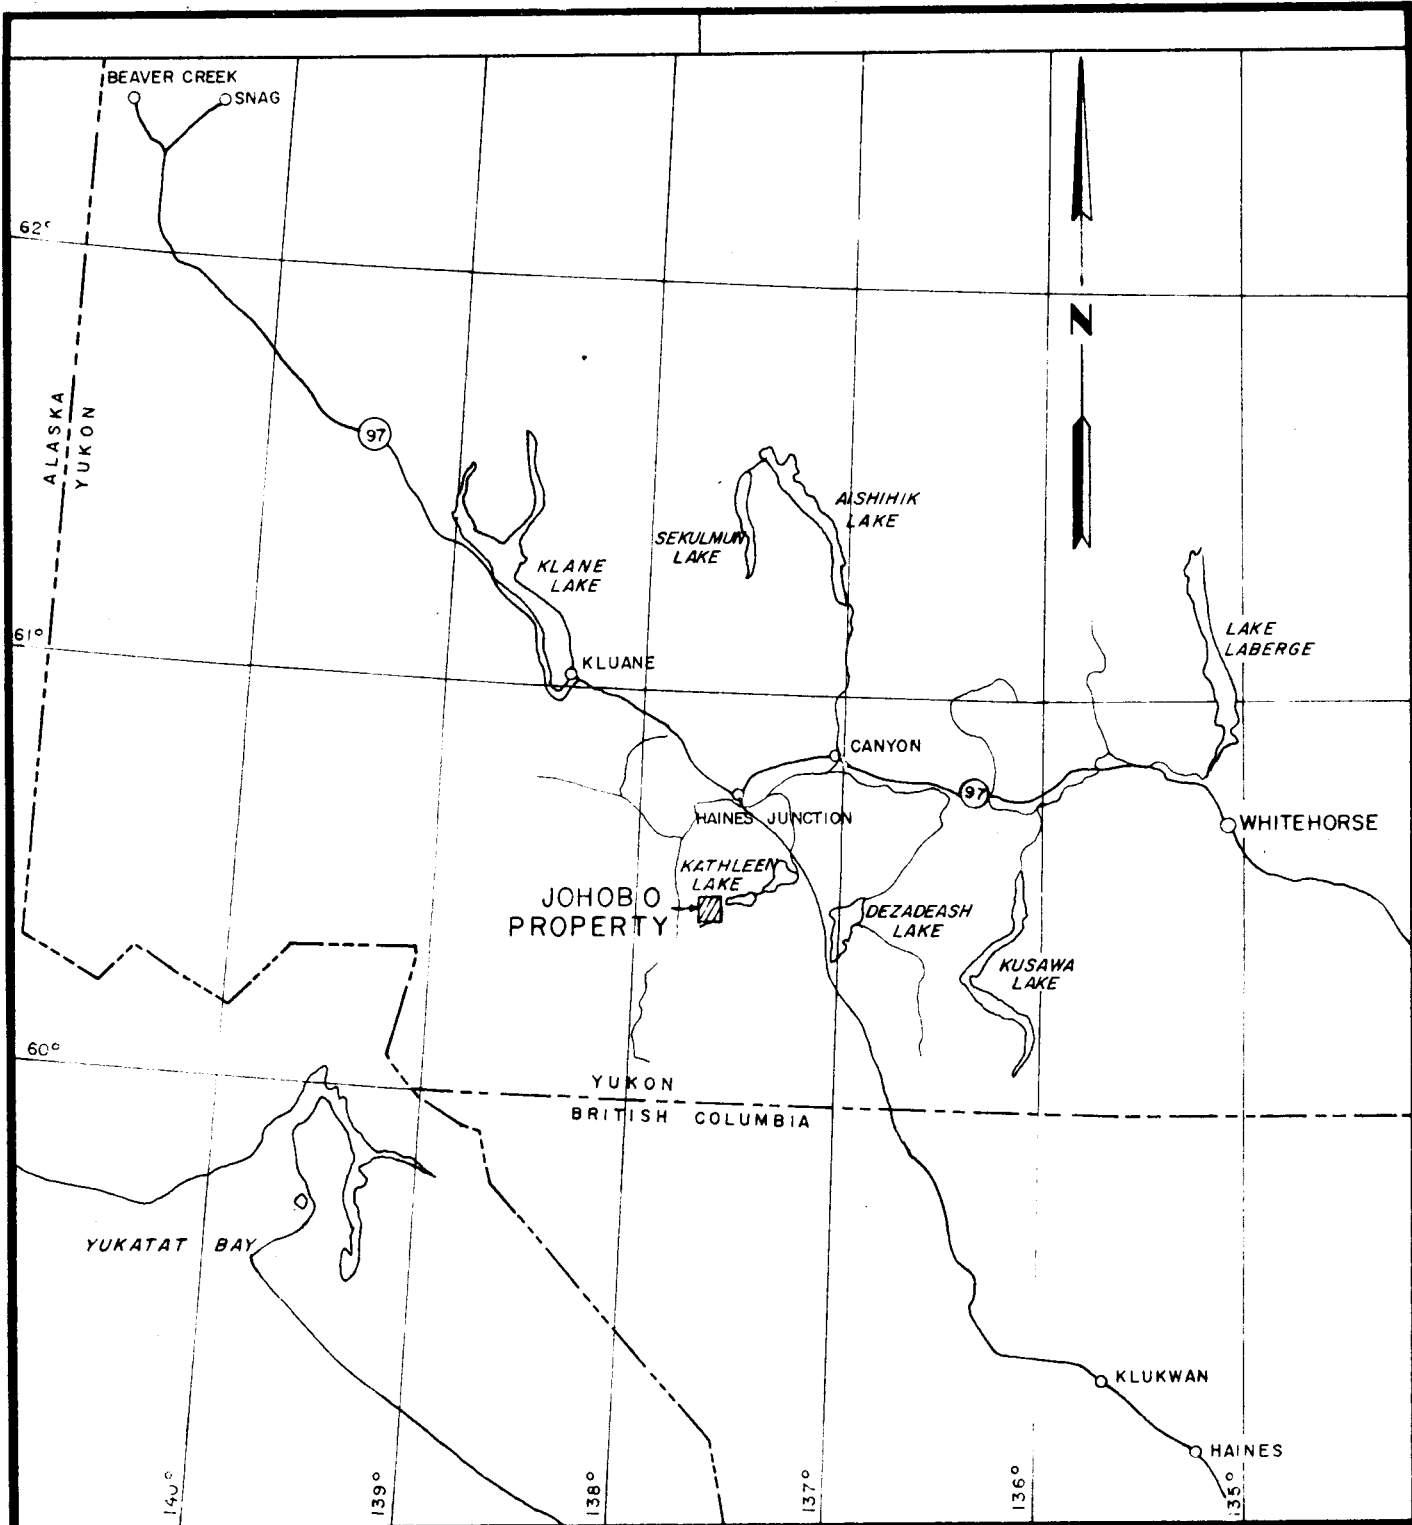 BEAVER CREEK
SNAG
62°
ALASKA
YUKON
97
N
AISHIHIK
LAKE
SEKULMUN
LAKE
KLANE
LAKE
61°
LAKE
LABERGE
KLUANE
CANYON
97
HAINES JUNCTION
WHITEHORSE
KATHLEEN
LAKE
JOHOBO
PROPERTY
DEZADEASH
LAKE
KUSAWA
LAKE
60°
YUKON
BRITISH COLUMBIA
YUKATAT BAY
KLUKWAN
HAINES
140°
139°
138°
137°
136°
135°